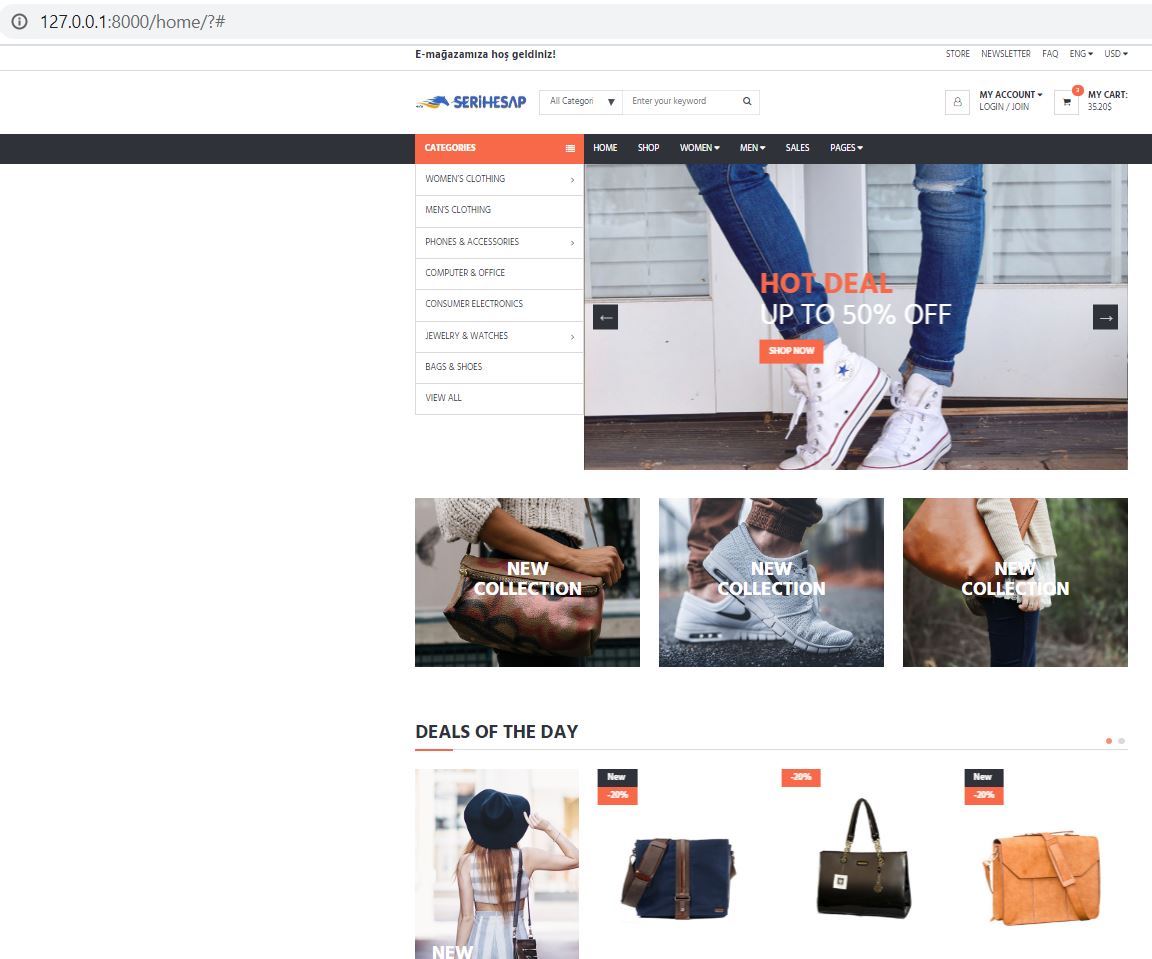 127.0.0.1:8000/home/?#
E-mağazamıza hoş geldiniz!
STORE NEWSLETTER FAQ ENG USD
SERİHESAP
All Categori
Enter your keyword
MY ACCOUNT
LOGIN / JOIN
3
MY CART:
35.20$
CATEGORIES
HOME SHOP WOMEN MEN SALES PAGES
WOMEN'S CLOTHING
MEN'S CLOTHING
PHONES & ACCESSORIES
COMPUTER & OFFICE
CONSUMER ELECTRONICS
JEWELRY & WATCHES
BAGS & SHOES
VIEW ALL
HOT DEAL
UP TO 50% OFF
SHOP NOW
NEW
COLLECTION
NEW
COLLECTION
NEW
COLLECTION
DEALS OF THE DAY
NEW
New
-20%
-20%
New
-20%